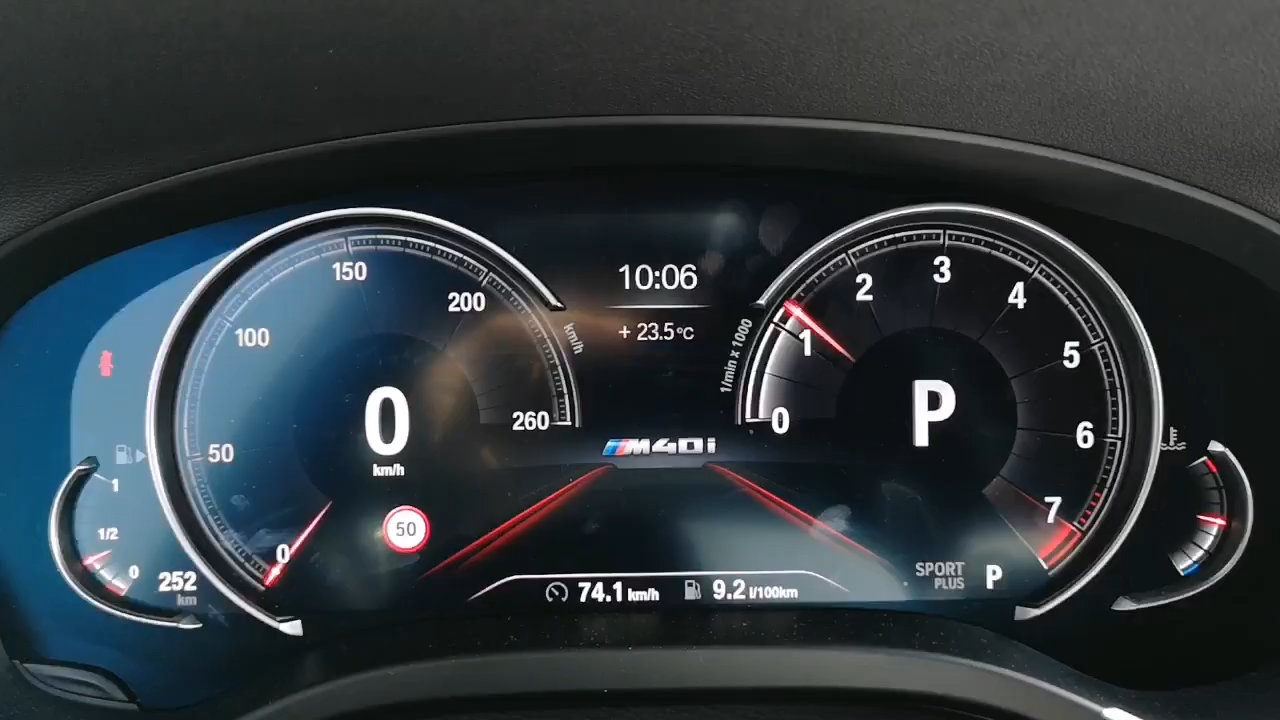 10:06
+ 23.5°C
50
100
150
200
260
km/h
0
0
km/h
50
1
1/2
0
252
km
M40i
74.1 km/h
9.2 l/100km
1/min x 1000
0
1
2
3
4
5
6
7
P
SPORT
PLUS
P